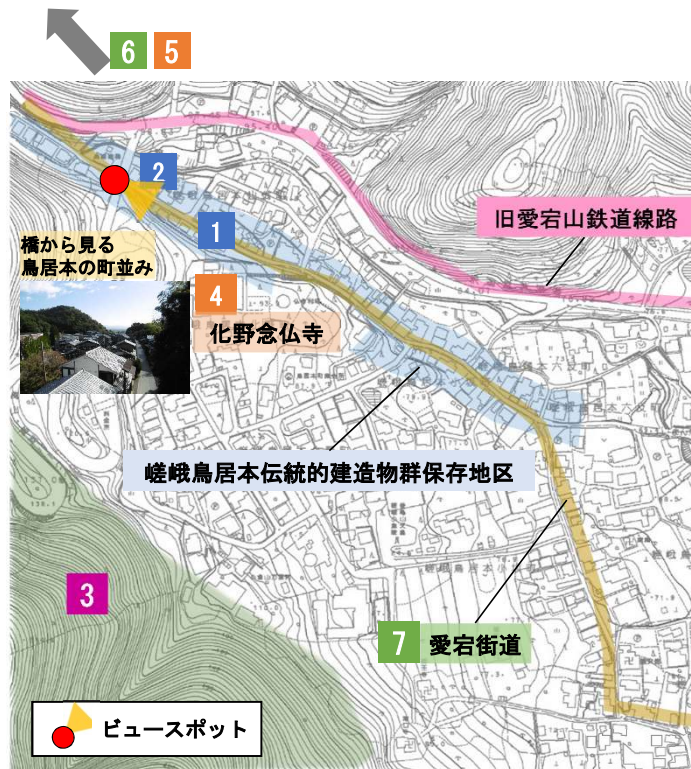 6 5
2
1
旧愛宕山鉄道線路
橋から見る
鳥居本の町並み
4
化野念仏寺
嵯峨鳥居本伝統的建造物群保存地区
3
7 愛宕街道
ビュースポット